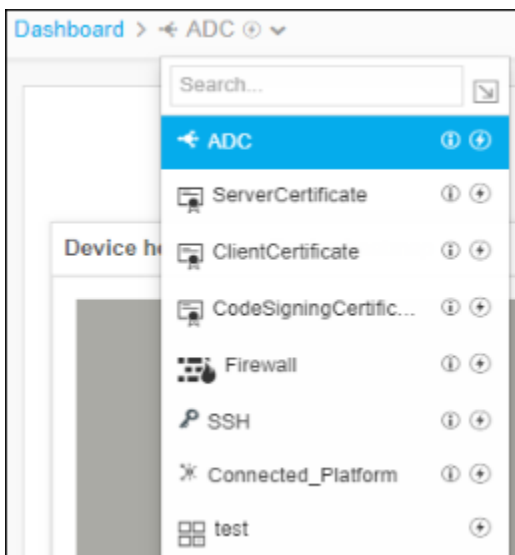 Dashboard > ADC
Search...
ADC
ServerCertificate
Device he
ClientCertificate
CodeSigningCertific...
Firewall
SSH
Connected_Platform
test